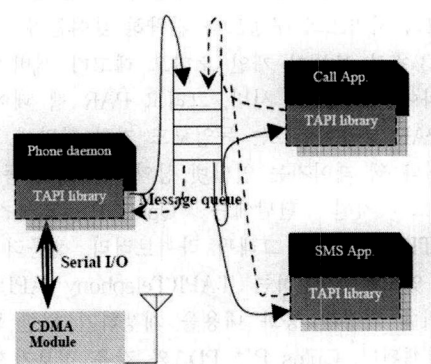 Call App.
TAPI library
Phone daemon
TAPI library
Message queue
Serial I/O
SMS App.
TAPI library
CDMA
Module